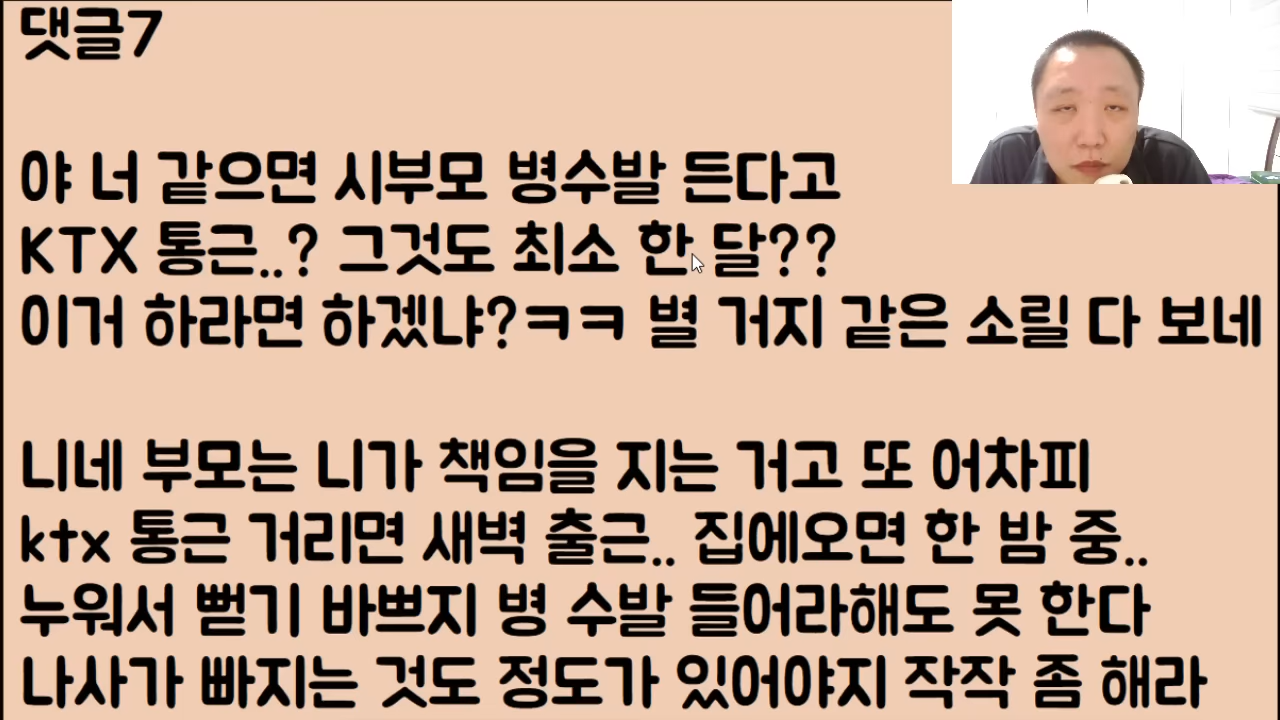 댓글7
야 너 같으면 시부모 병수발 든다고
KTX 통근..? 그것도 최소 한 달??
이거 하라면 하겠냐?ㅋㅋ 별 거지 같은 소릴 다 보네
니네 부모는 니가 책임을 지는 거고 또 어차피
ktx 통근 거리면 새벽 출근.. 집에오면 한 밤 중..
누워서 뻗기 바쁘지 병 수발 들어라해도 못 한다
나사가 빠지는 것도 정도가 있어야지 작작 좀 해라